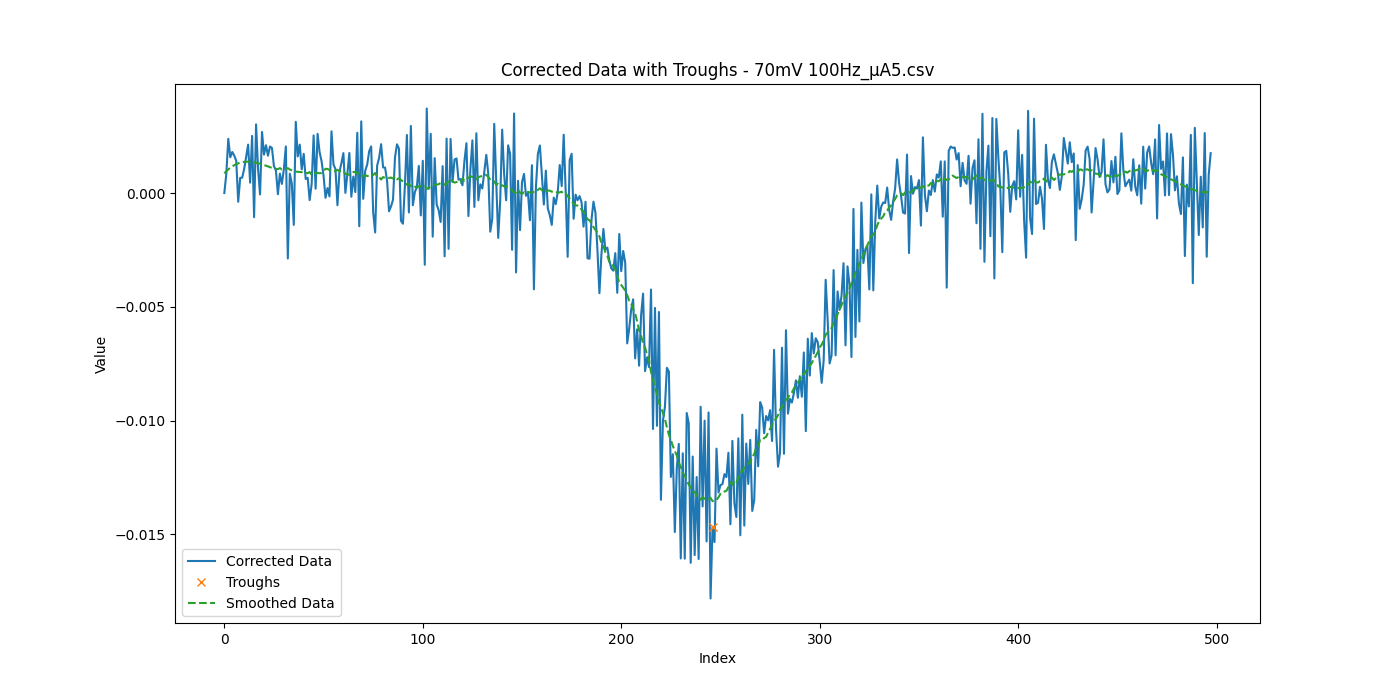 Corrected Data with Troughs - 70mV 100Hz_µA5.csv
Value
0.000
−0.005
−0.010
−0.015
Corrected Data
Troughs
Smoothed Data
0 100 200 300 400 500
Index